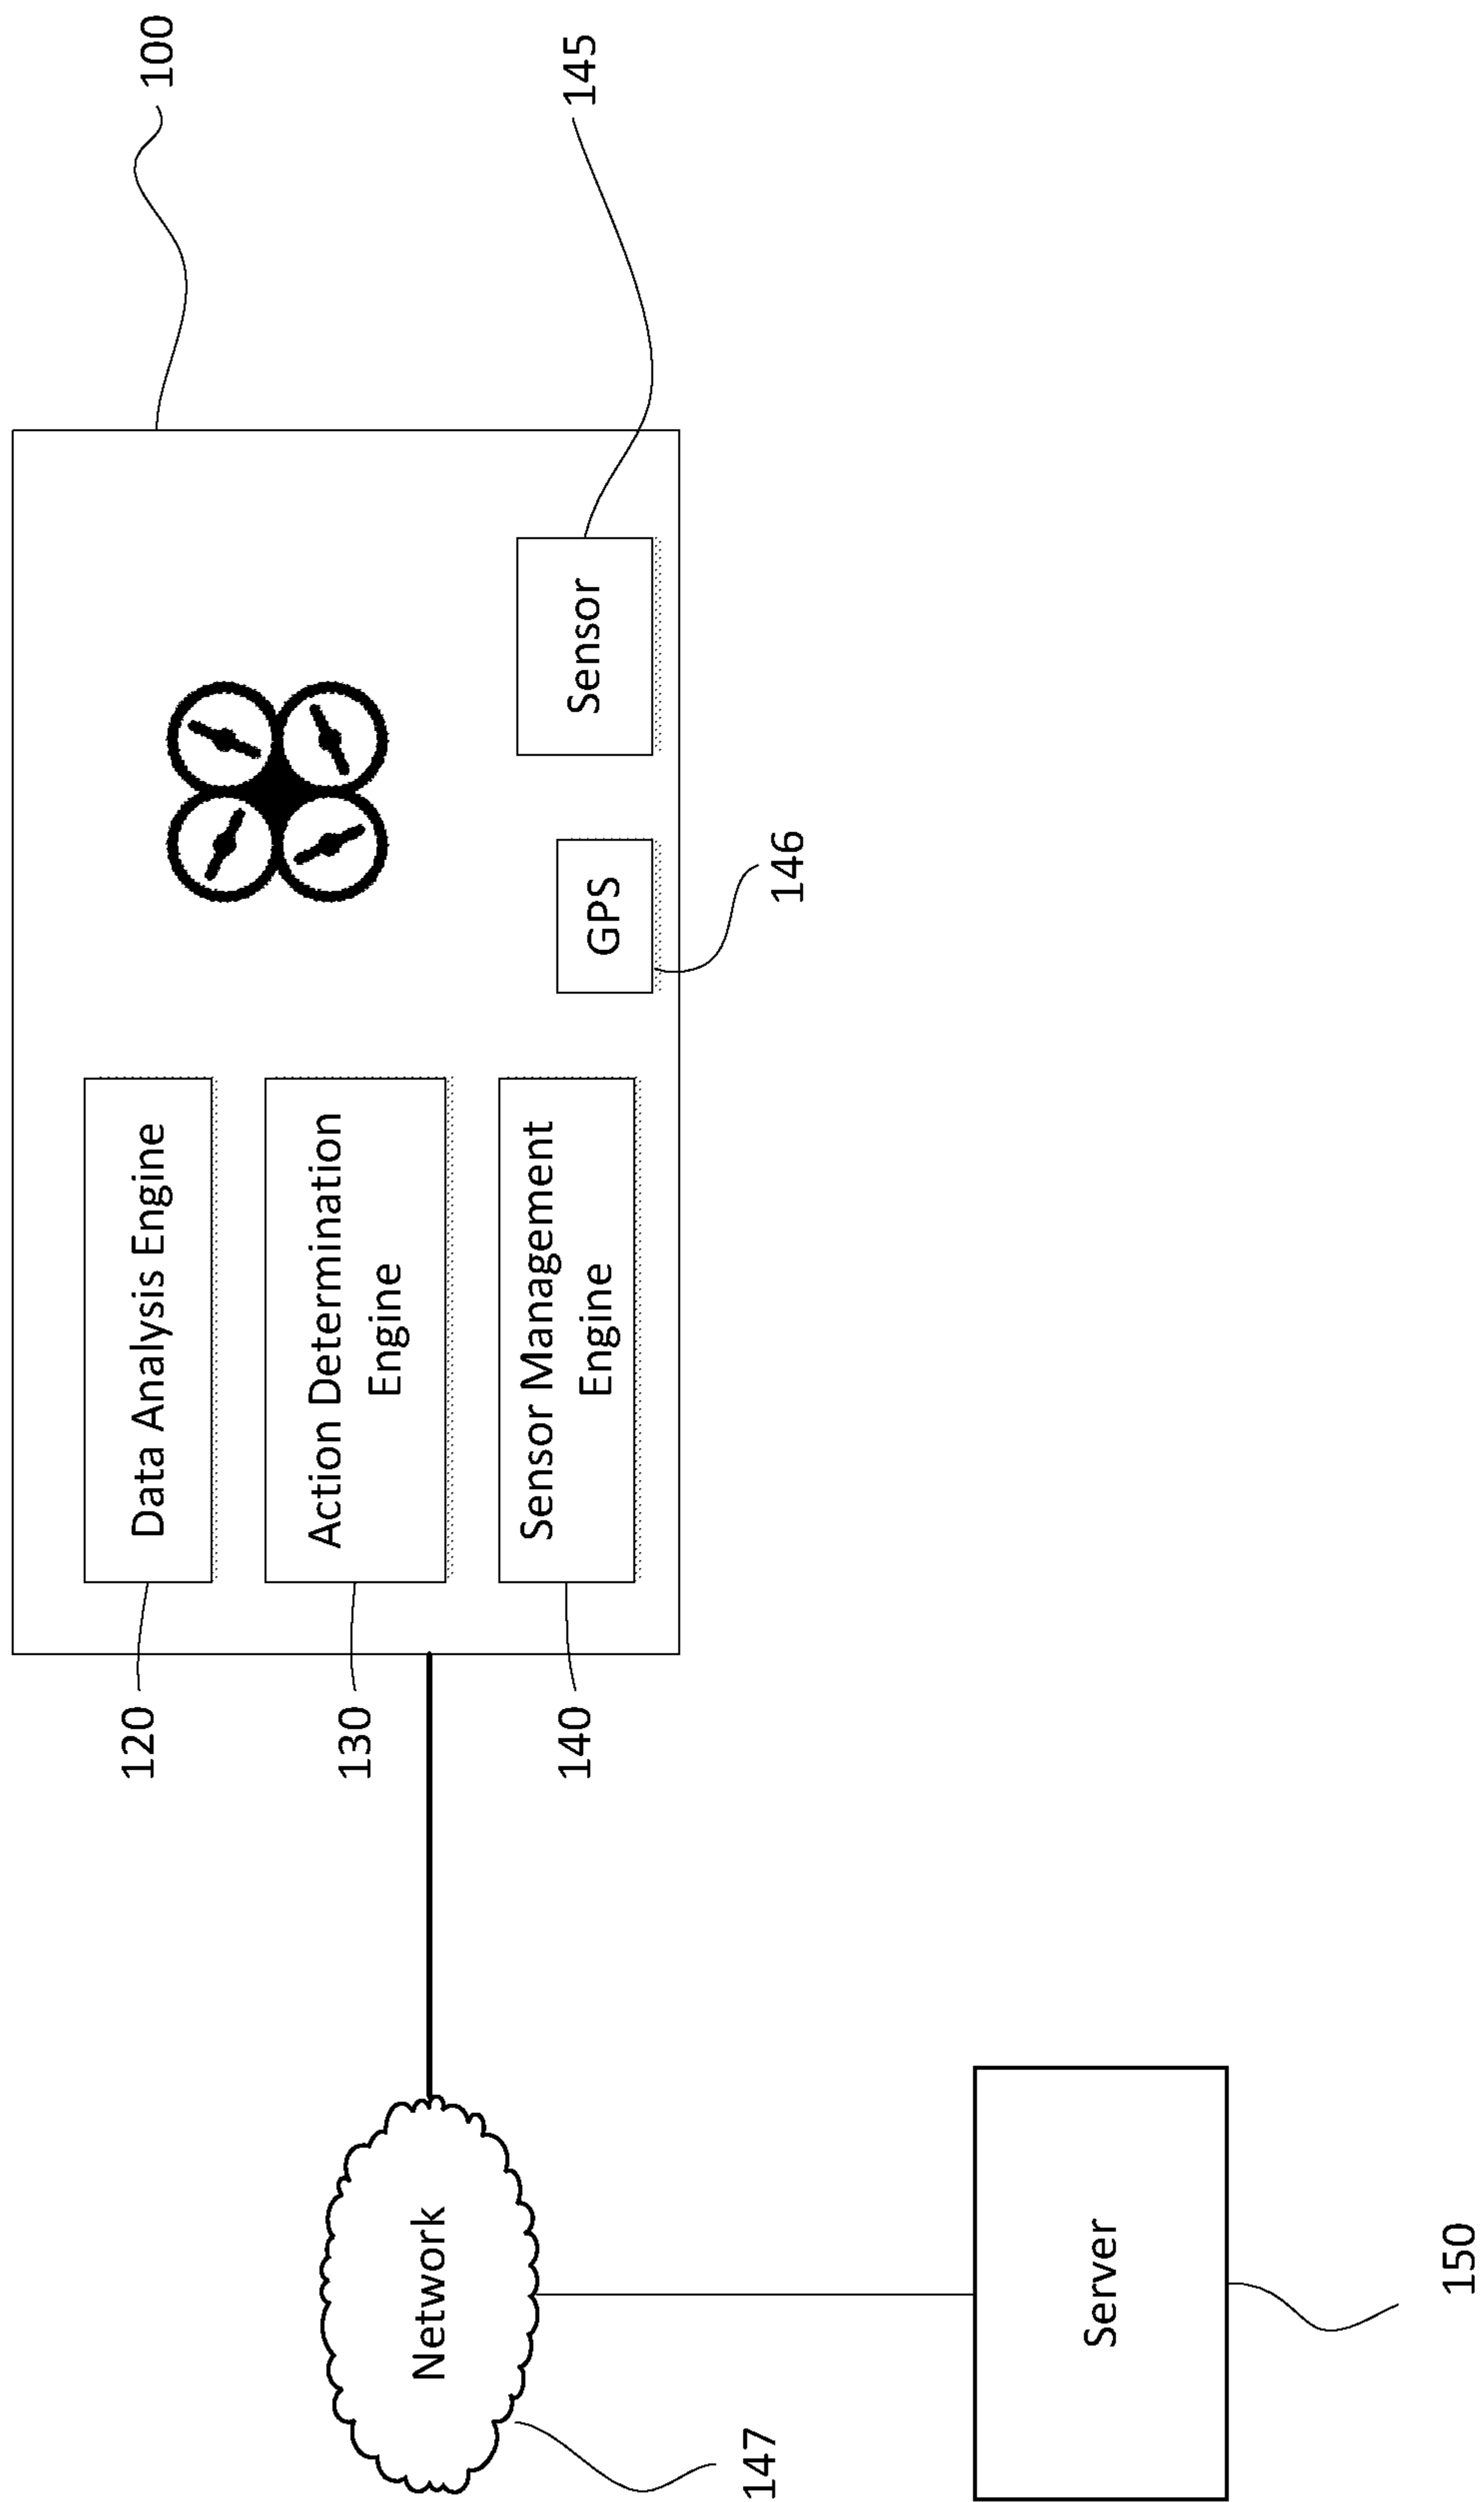 120
Data Analysis Engine
100
130
Action Determination
Engine
Network
140
Sensor Management
Engine
GPS
Sensor
145
147
146
Server
150